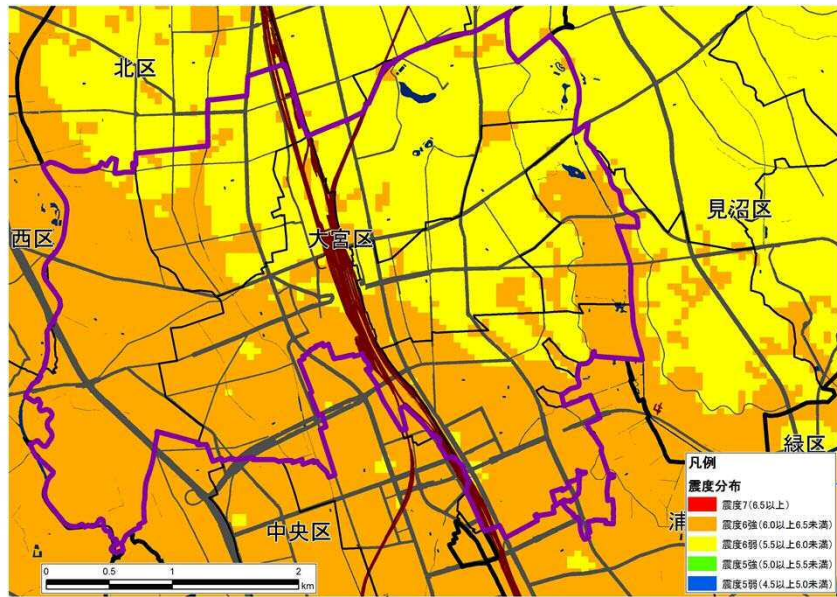 北区
西区
大宮区
見沼区
緑区
中央区
浦
凡例
震度分布
震度7(6.5以上)
震度6強(6.0以上6.5未満)
震度6弱(5.5以上6.0未満)
震度5強(5.0以上5.5未満)
震度5弱(4.5以上5.0未満)
0 0.5 1 2
km